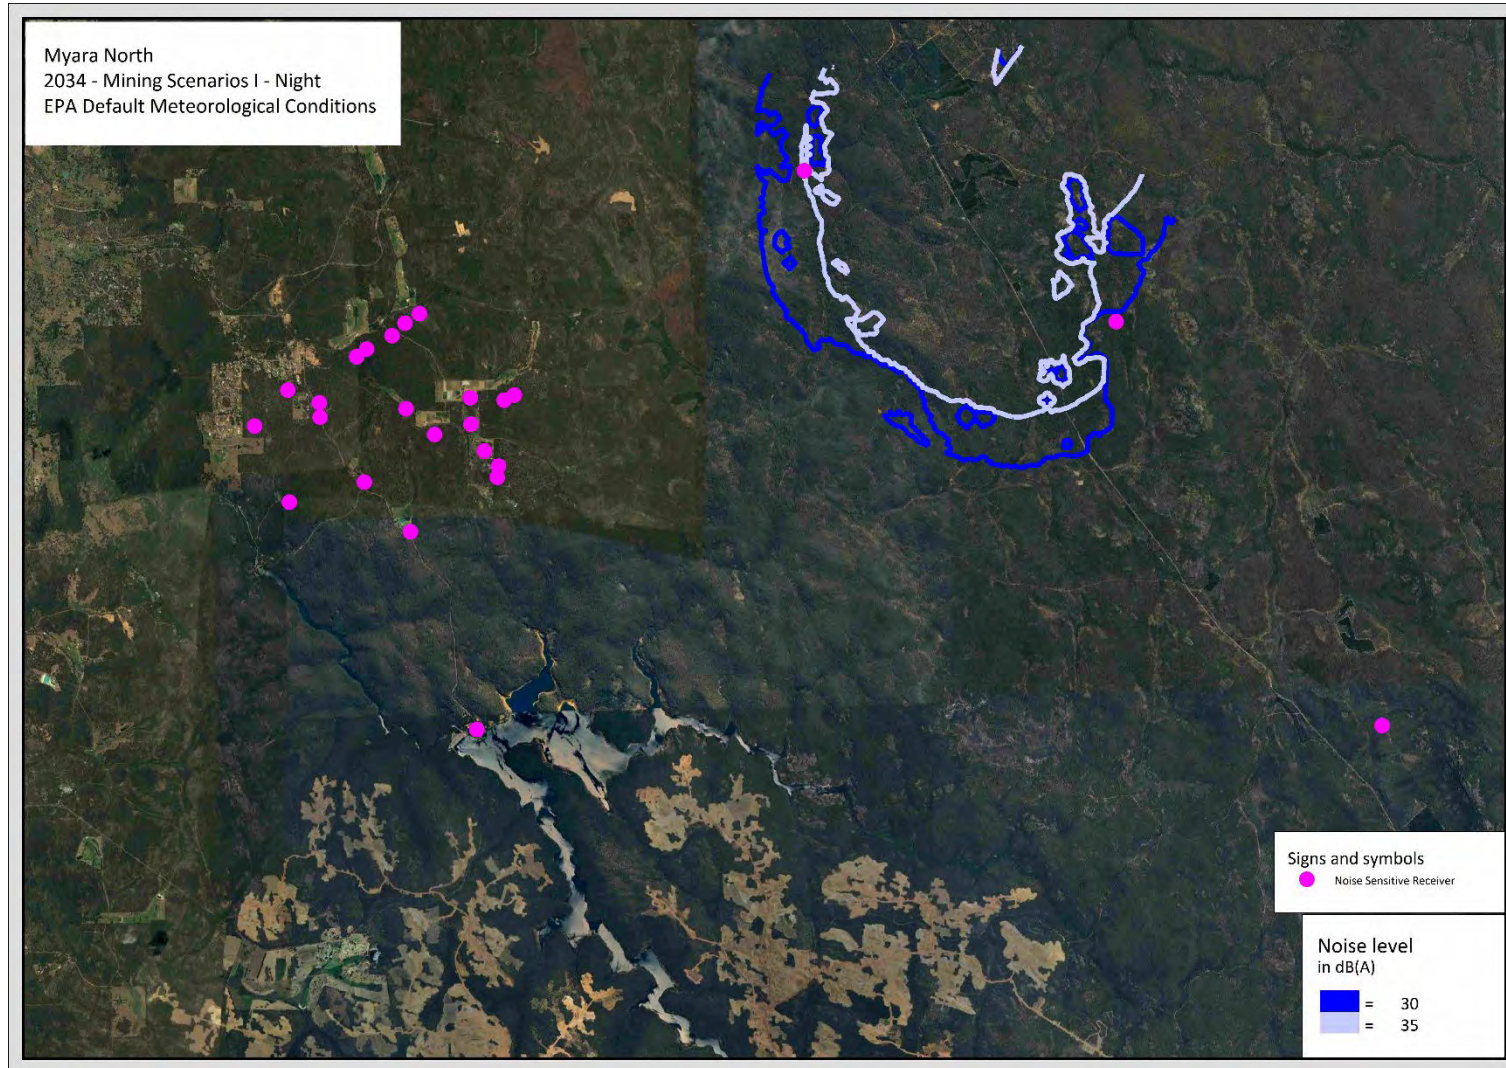 Myara North
2034 - Mining Scenarios I - Night
EPA Default Meteorological Conditions
Signs and symbols
Noise Sensitive Receiver
Noise level
in dB(A)
= 30
= 35